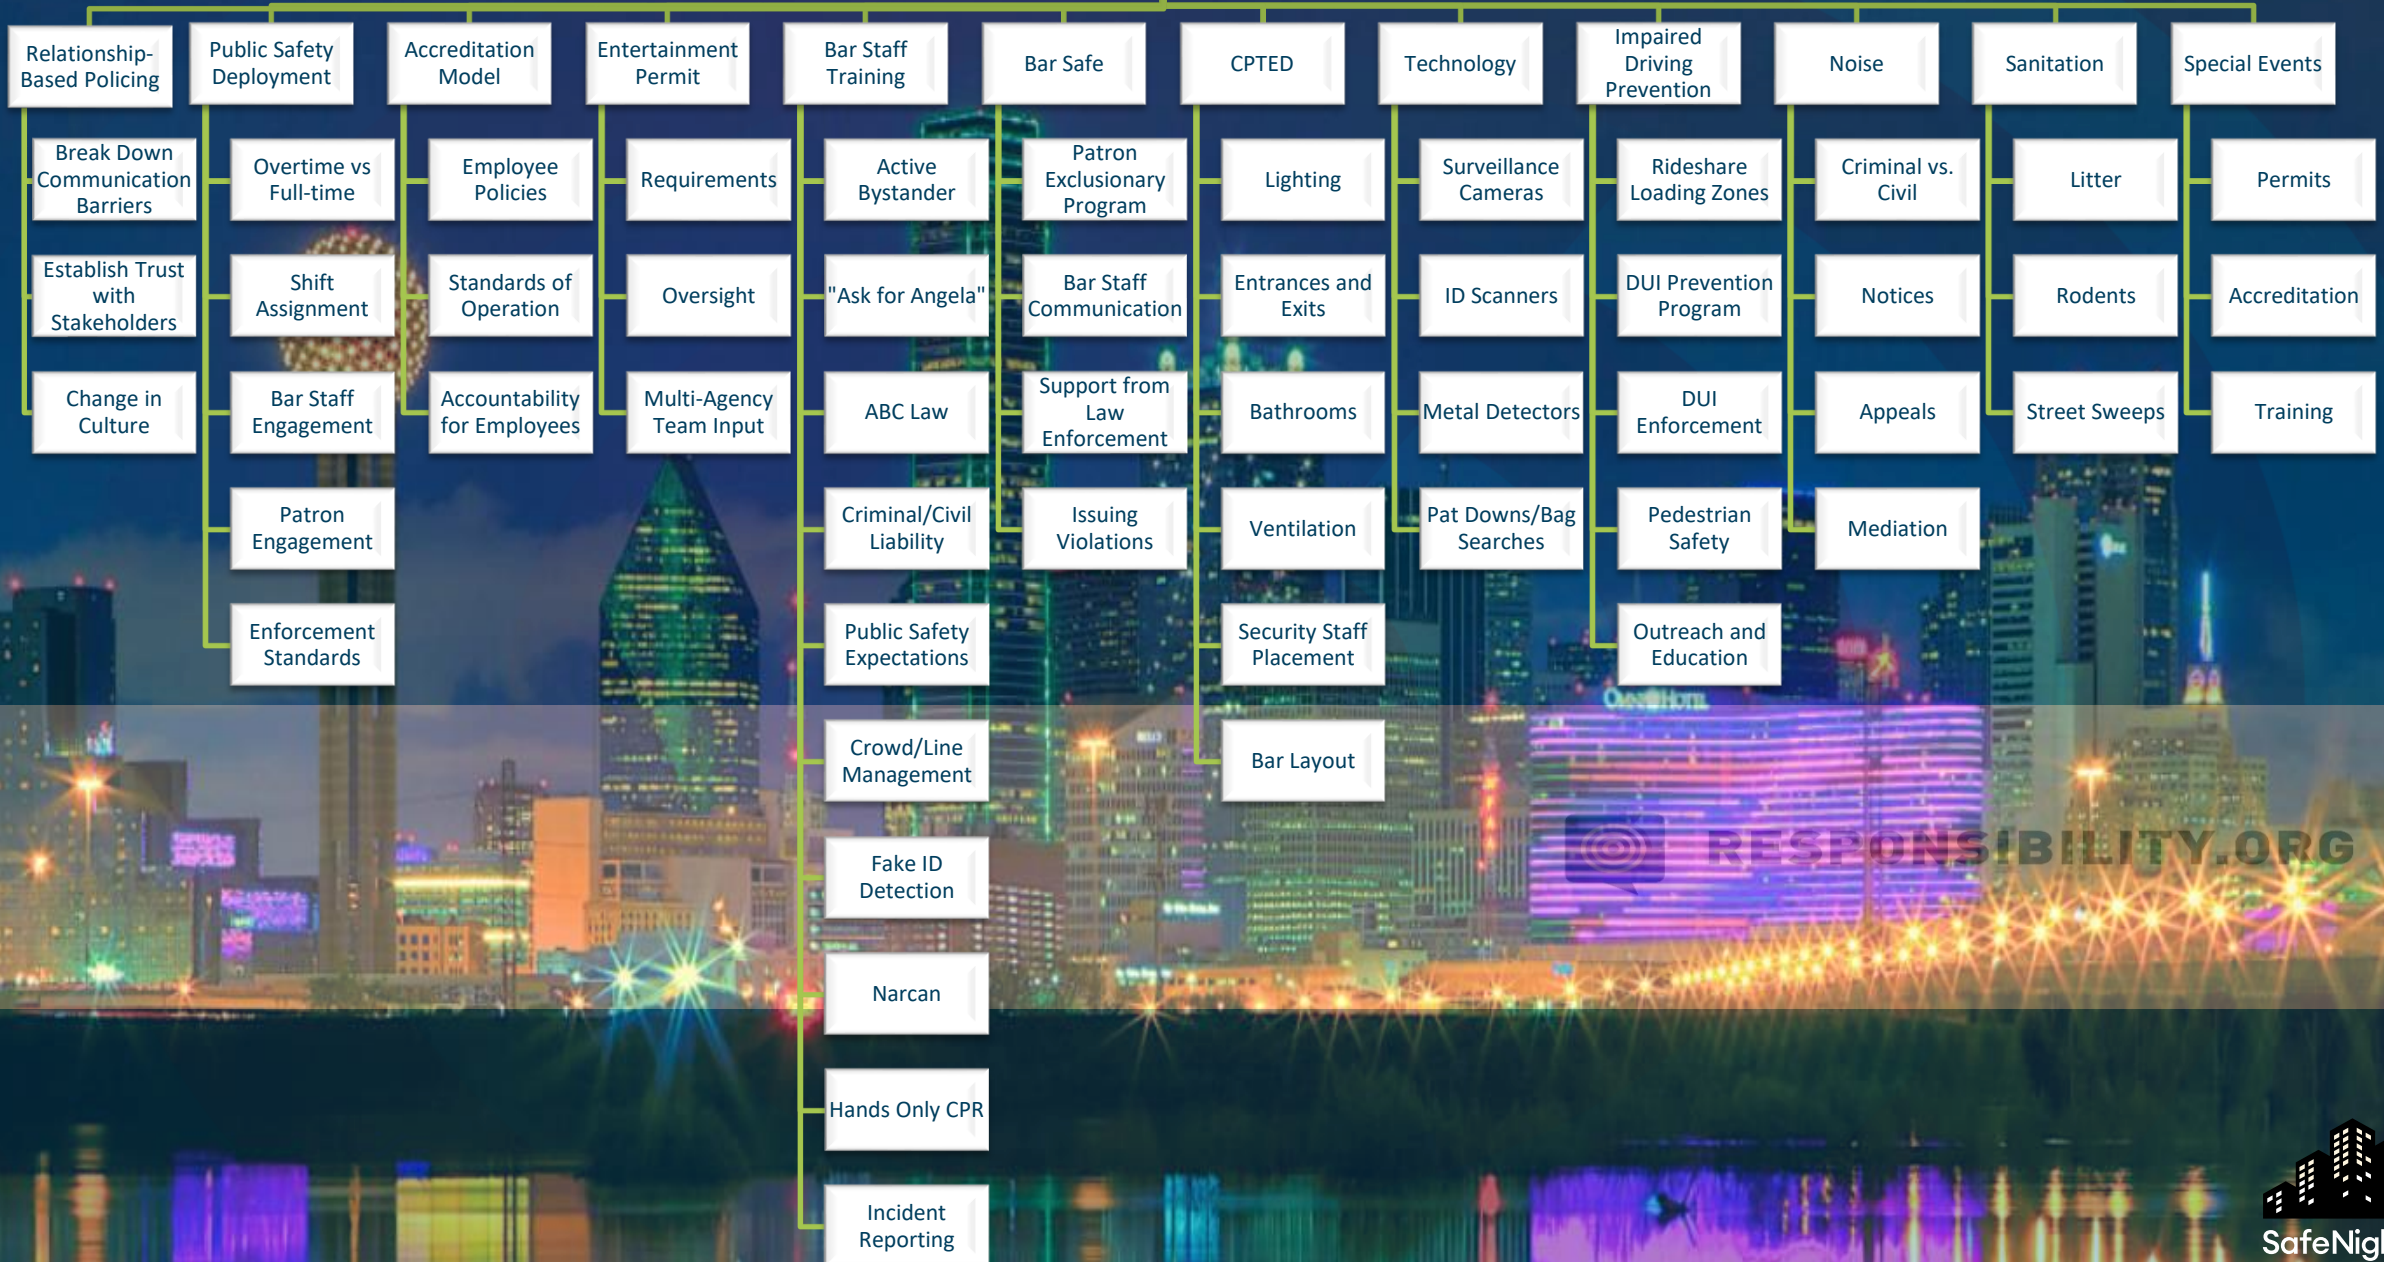 Relationship-
Based Policing
Public Safety
Deployment
Accreditation
Model
Entertainment
Permit
Bar Staff
Training
Bar Safe
CPTED
Technology
Impaired
Driving
Prevention
Noise
Sanitation
Special Events
Break Down
Communication
Barriers
Establish Trust
with
Stakeholders
Change in
Culture
Overtime vs
Full-time
Shift
Assignment
Bar Staff
Engagement
Patron
Engagement
Enforcement
Standards
Employee
Policies
Standards of
Operation
Accountability
for Employees
Requirements
Oversight
Multi-Agency
Team Input
Active
Bystander
"Ask for Angela"
ABC Law
Criminal/Civil
Liability
Public Safety
Expectations
Crowd/Line
Management
Fake ID
Detection
Narcan
Hands Only CPR
Incident
Reporting
Patron
Exclusionary
Program
Bar Staff
Communication
Support from
Law
Enforcement
Issuing
Violations
Lighting
Entrances and
Exits
Bathrooms
Ventilation
Security Staff
Placement
Bar Layout
Surveillance
Cameras
ID Scanners
Metal Detectors
Pat Downs/Bag
Searches
Rideshare
Loading Zones
DUI Prevention
Program
DUI
Enforcement
Pedestrian
Safety
Outreach and
Education
Criminal vs.
Civil
Notices
Appeals
Mediation
Litter
Rodents
Street Sweeps
Permits
Accreditation
Training
RESPONSIBILITY.ORG